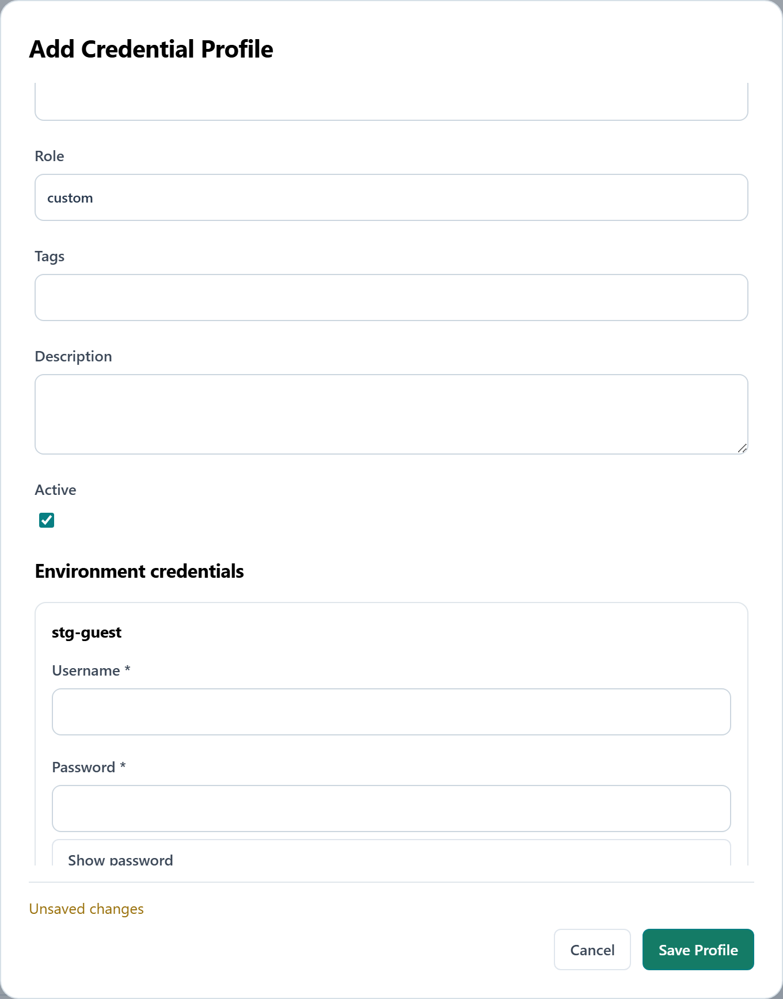 Add Credential Profile
Role
custom
Tags
Description
Active
Environment credentials
stg-guest
Username *
Password *
Show password
Unsaved changes
Cancel
Save Profile